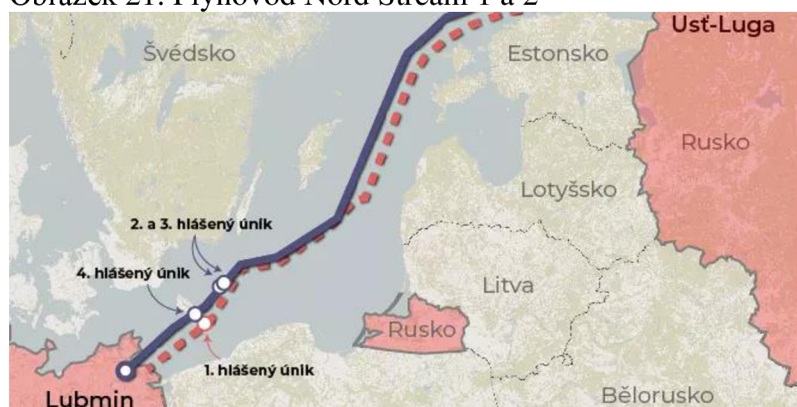 Obrázek 21: Plynovod Nord Stream 1 a 2
Usť-Luga
Švédsko
Estonsko
Rusko
Lotyšsko
2. a 3. hlášený únik
4. hlášený únik
Litva
Rusko
1. hlášený únik
Lubmin
Bělorusko